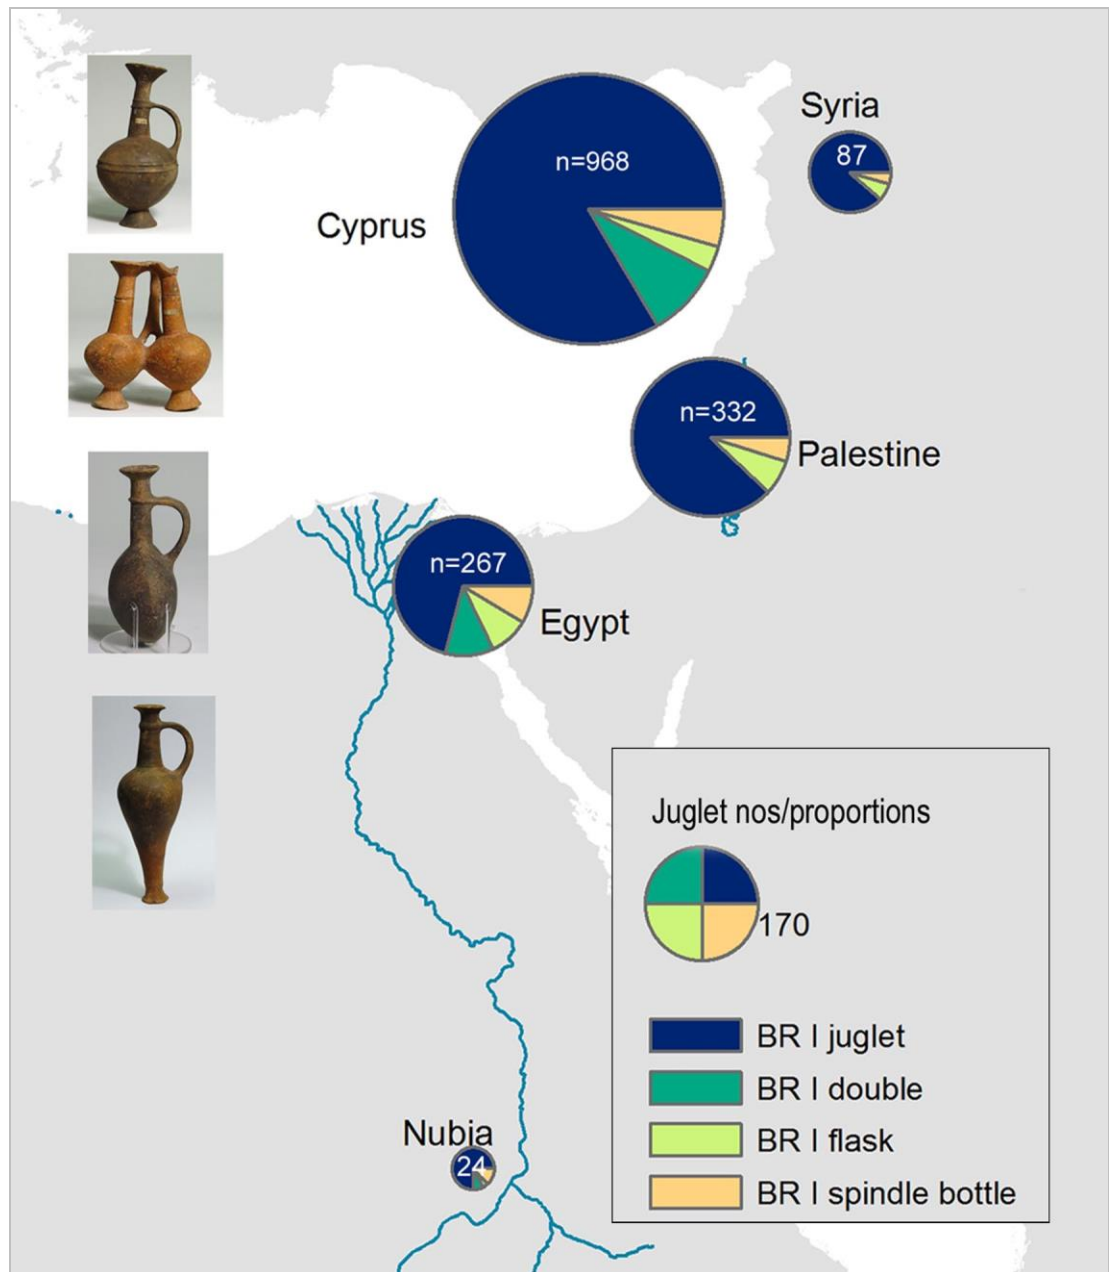 Syria
87
n=968
Cyprus
n=332
Palestine
n=267
Egypt
Juglet nos/proportions
170
BR I juglet
BR I double
BR I flask
BR I spindle bottle
Nubia
24